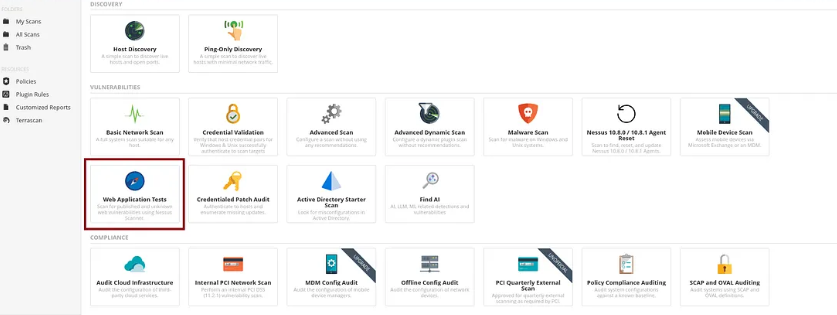 FOLDERS
My Scans
All Scans
Trash
RESOURCES
Policies
Plugin Rules
Customized Reports
Terrascan
DISCOVERY
Host Discovery
A simple scan to discover live
hosts and open ports.
Ping-Only Discovery
A simple scan to discover live
hosts with minimal network traffic.
VULNERABILITIES
Basic Network Scan
A full system scan suitable for any
host.
Credential Validation
Verify that credential pairs for
Windows & Unix successfully
authenticate to scan targets.
Advanced Scan
Configure a scan without using
any recommendations.
Advanced Dynamic Scan
Configure a dynamic plugin scan
without recommendations.
Malware Scan
Scan for malware on Windows and
Unix systems.
Nessus 10.8.0 / 10.8.1 Agent
Reset
Scan to find, reset, and update
Nessus 10.8.0 / 10.8.1 Agents.
UPGRADE
Mobile Device Scan
Assess mobile devices via
Microsoft Exchange or an MDM.
Web Application Tests
Scan for published and unknown
web vulnerabilities using Nessus
Scanner.
Credentialed Patch Audit
Authenticate to hosts and
enumerate missing updates.
Active Directory Starter
Scan
Look for misconfigurations in
Active Directory.
Find AI
AI, LLM, ML related detections and
vulnerabilities
COMPLIANCE
Audit Cloud Infrastructure
Audit the configuration of third-
party cloud services.
Internal PCI Network Scan
Perform an internal PCI DSS
(11.2.1) vulnerability scan.
UPGRADE
MDM Config Audit
Audit the configuration of mobile
device managers.
Offline Config Audit
Audit the configuration of network
devices.
UNOFFICIAL
PCI Quarterly External
Scan
Approved for quarterly external
scanning as required by PCI.
Policy Compliance Auditing
Audit system configurations
against a known baseline.
SCAP and OVAL Auditing
Audit systems using SCAP and
OVAL definitions.